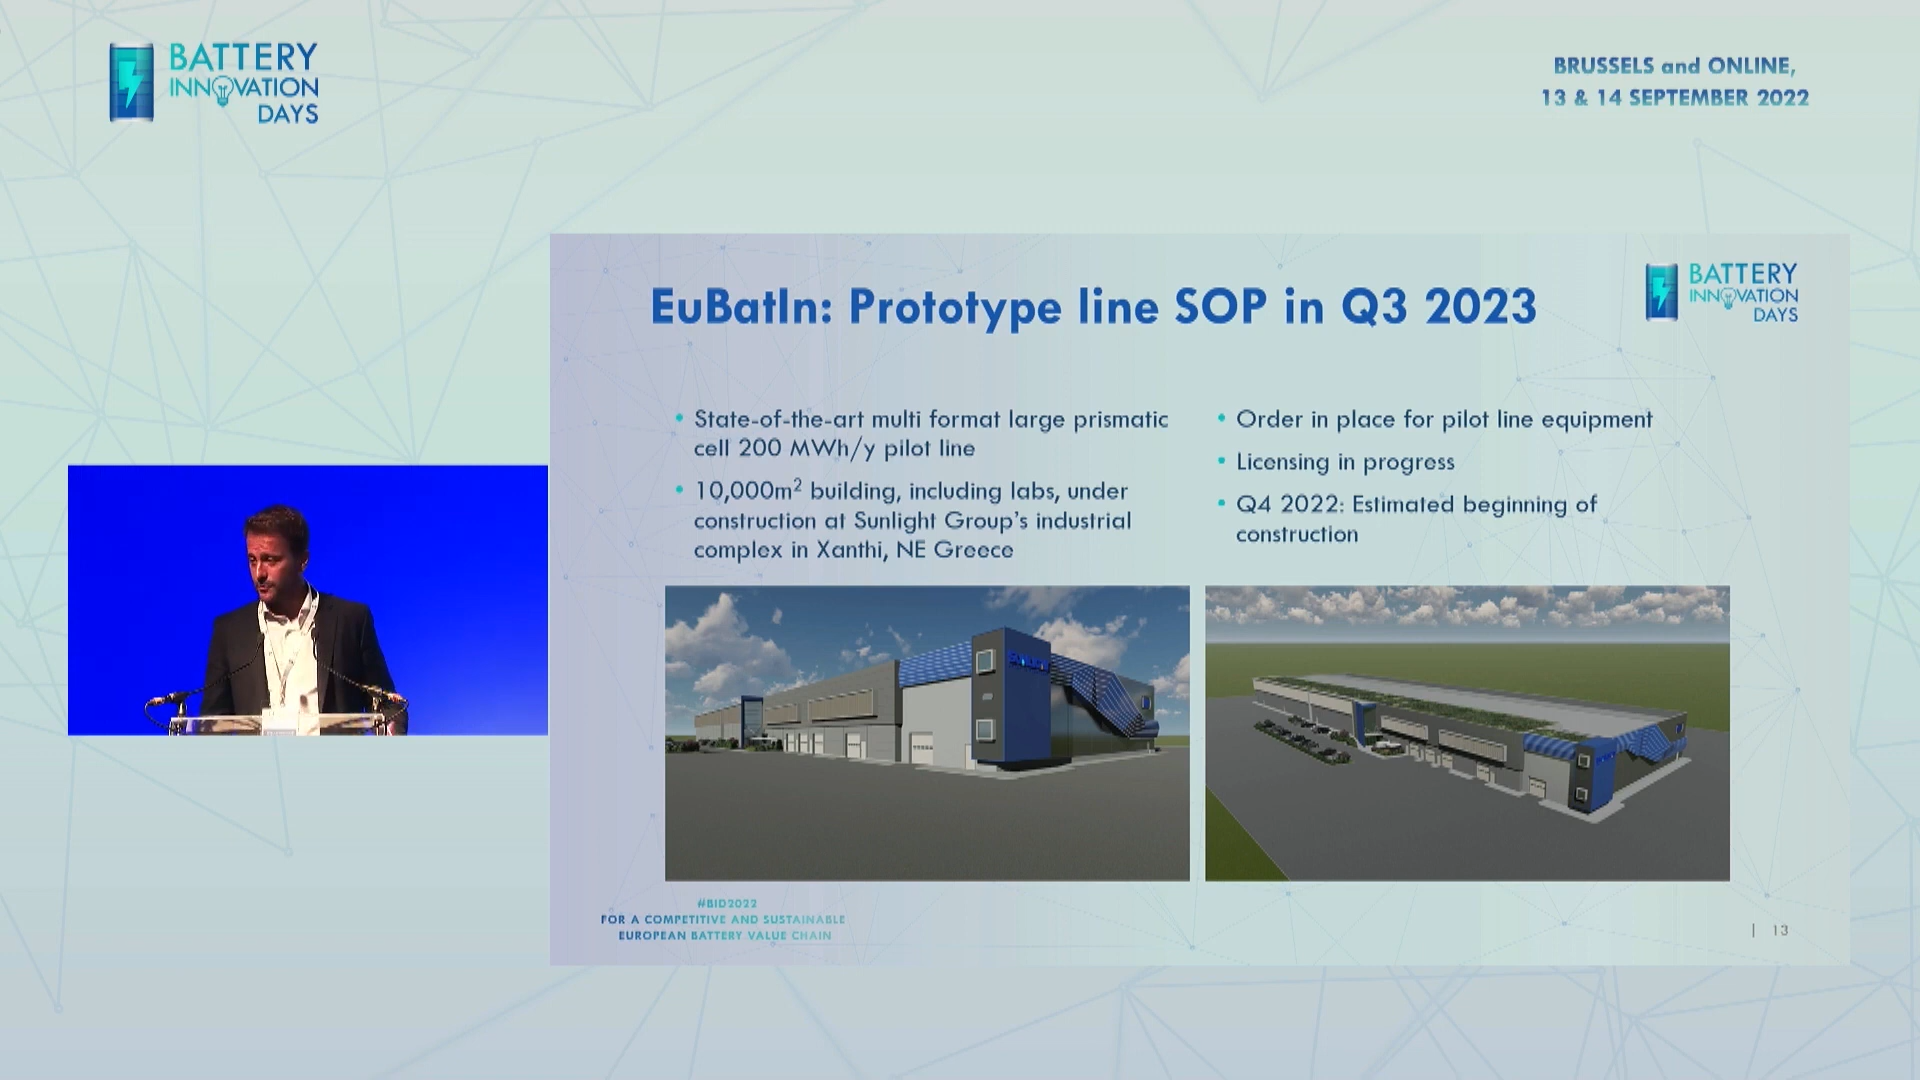 BATTERY
INNOVATION
DAYS
BRUSSELS and ONLINE,
13 & 14 SEPTEMBER 2022
EuBatIn: Prototype line SOP in Q3 2023
BATTERY
INNOVATION
DAYS
• State-of-the-art multi format large prismatic
cell 200 MWh/y pilot line
• 10,000m² building, including labs, under
construction at Sunlight Group's industrial
complex in Xanthi, NE Greece
• Order in place for pilot line equipment
• Licensing in progress
• Q4 2022: Estimated beginning of
construction
#BID2022
FOR A COMPETITIVE AND SUSTAINABLE
EUROPEAN BATTERY VALUE CHAIN
| 13